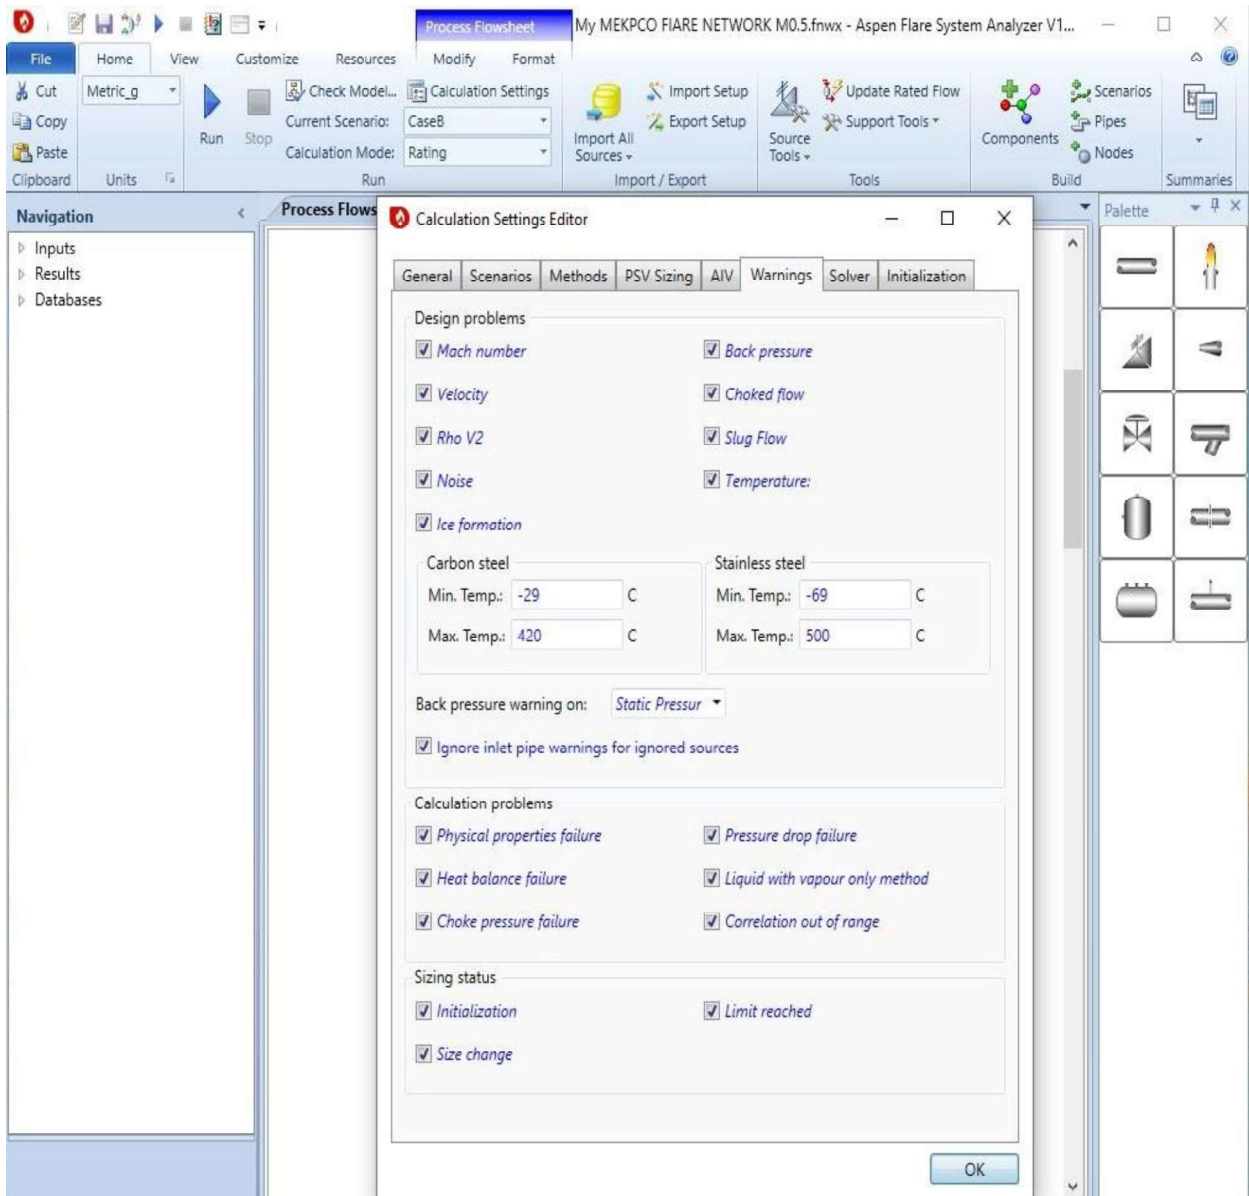 Process Flowsheet My MEKPCO FIARE NETWORK M0.5.fnwx - Aspen Flare System Analyzer V1...
File Home View Customize Resources Modify Format
Cut Metric_g Check Model... Calculation Settings Import Setup Update Rated Flow Scenarios
Copy Run Stop Current Scenario: CaseB Import All Sources Export Setup Source Tools Support Tools Components Pipes
Paste Calculation Mode: Rating Nodes
Clipboard Units Run Import / Export Tools Build Summaries
Navigation Process Flows Calculation Settings Editor Palette
Inputs
Results
Databases
General Scenarios Methods PSV Sizing AIV Warnings Solver Initialization
Design problems
Mach number Back pressure
Velocity Choked flow
Rho V2 Slug Flow
Noise Temperature:
Ice formation
Carbon steel Stainless steel
Min. Temp.: -29 C Min. Temp.: -69 C
Max. Temp.: 420 C Max. Temp.: 500 C
Back pressure warning on: Static Pressur
Ignore inlet pipe warnings for ignored sources
Calculation problems
Physical properties failure Pressure drop failure
Heat balance failure Liquid with vapour only method
Choke pressure failure Correlation out of range
Sizing status
Initialization Limit reached
Size change
OK